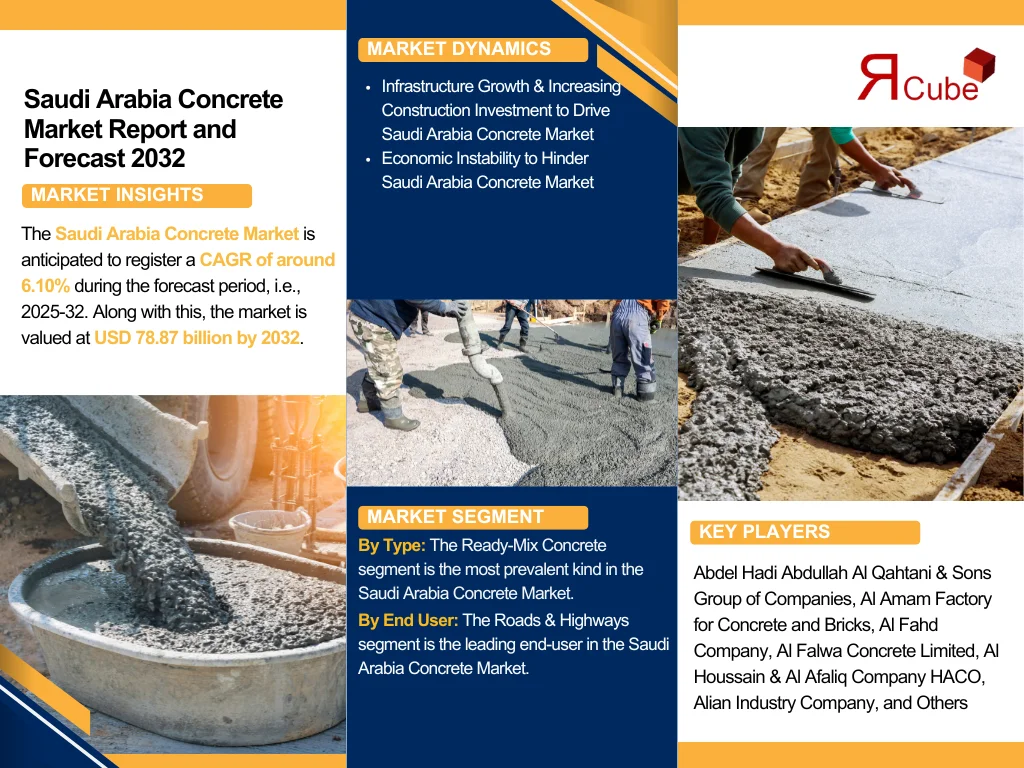 Saudi Arabia Concrete
Market Report and
Forecast 2032
MARKET INSIGHTS
The Saudi Arabia Concrete Market is
anticipated to register a CAGR of around
6.10% during the forecast period, i.e.,
2025-32. Along with this, the market is
valued at USD 78.87 billion by 2032.
MARKET DYNAMICS
• Infrastructure Growth & Increasing
Construction Investment to Drive
Saudi Arabia Concrete Market
• Economic Instability to Hinder
Saudi Arabia Concrete Market
MARKET SEGMENT
By Type: The Ready-Mix Concrete
segment is the most prevalent kind in the
Saudi Arabia Concrete Market.
By End User: The Roads & Highways
segment is the leading end-user in the Saudi
Arabia Concrete Market.
ЯCube
KEY PLAYERS
Abdel Hadi Abdullah Al Qahtani & Sons
Group of Companies, Al Amam Factory
for Concrete and Bricks, Al Fahd
Company, Al Falwa Concrete Limited, Al
Houssain & Al Afaliq Company HACO,
Alian Industry Company, and Others